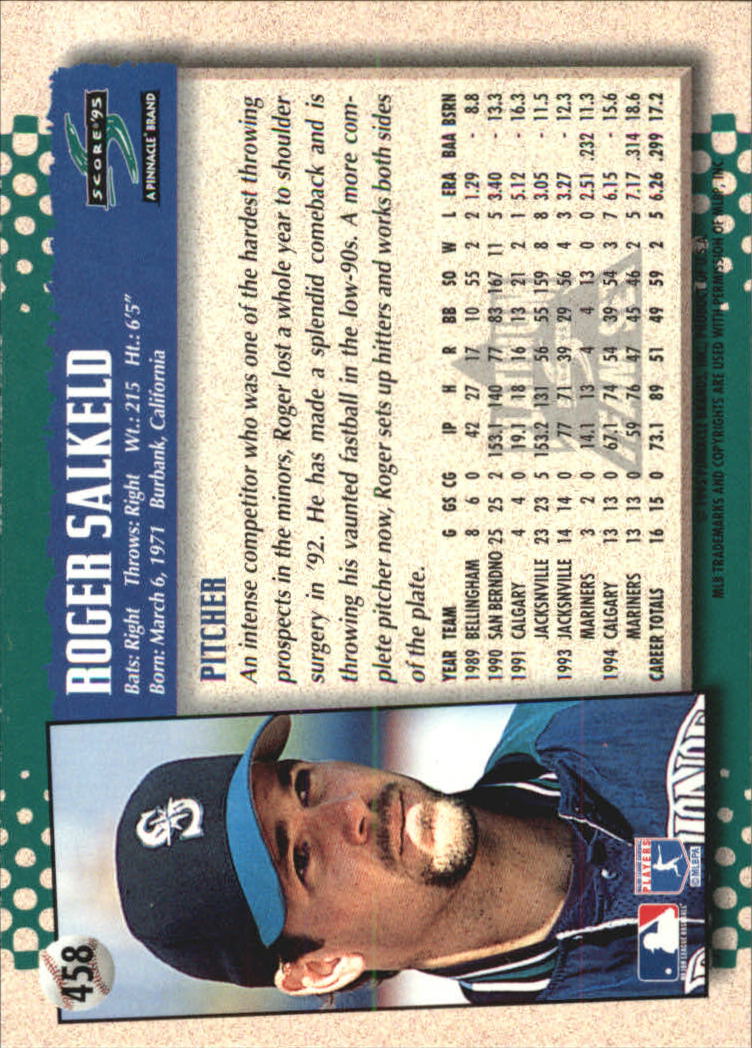 458
ROGER SALKELD
Bats: Right Throws: Right Wt.: 215 Ht.: 6'5"
Born: March 6, 1971 Burbank, California
SCORE '95
A PINNACLE BRAND
PITCHER
An intense competitor who was one of the hardest throwing
prospects in the minors, Roger lost a whole year to shoulder
surgery in '92. He has made a splendid comeback and is
throwing his vaunted fastball in the low-90s. A more com-
plete pitcher now, Roger sets up hitters and works both sides
of the plate.
YEAR TEAM G GS CG IP H R BB SO W L ERA BAA BSRN
1989 BELLINGHAM 8 6 0 42 27 17 10 55 2 2 1.29 - 8.8
1990 SAN BERNDNO 25 25 2 153.1 140 77 83 167 11 5 3.40 - 13.3
1991 CALGARY 4 4 0 19.1 18 16 13 21 2 1 5.12 - 16.3
JACKSNVILLE 23 23 5 153.2 131 56 55 159 8 8 3.05 - 11.5
1993 JACKSNVILLE 14 14 0 77 71 39 29 56 4 3 3.27 - 12.3
MARINERS 3 2 0 14.1 13 4 4 13 0 0 2.51 .232 11.3
1994 CALGARY 13 13 0 67.1 74 54 39 54 3 7 6.15 - 15.6
MARINERS 13 13 0 59 76 47 45 46 2 5 7.17 .314 18.6
CAREER TOTALS 16 15 0 73.1 89 51 49 59 2 5 6.26 .299 17.2
© 1995 PINNACLE BRANDS, INC., PRODUCT OF U.S.A.
MLB TRADEMARKS AND COPYRIGHTS ARE USED WITH PERMISSION OF MLBP, INC.
S
MAJOR LEAGUE BASEBALL
PLAYERS
© MLBPA